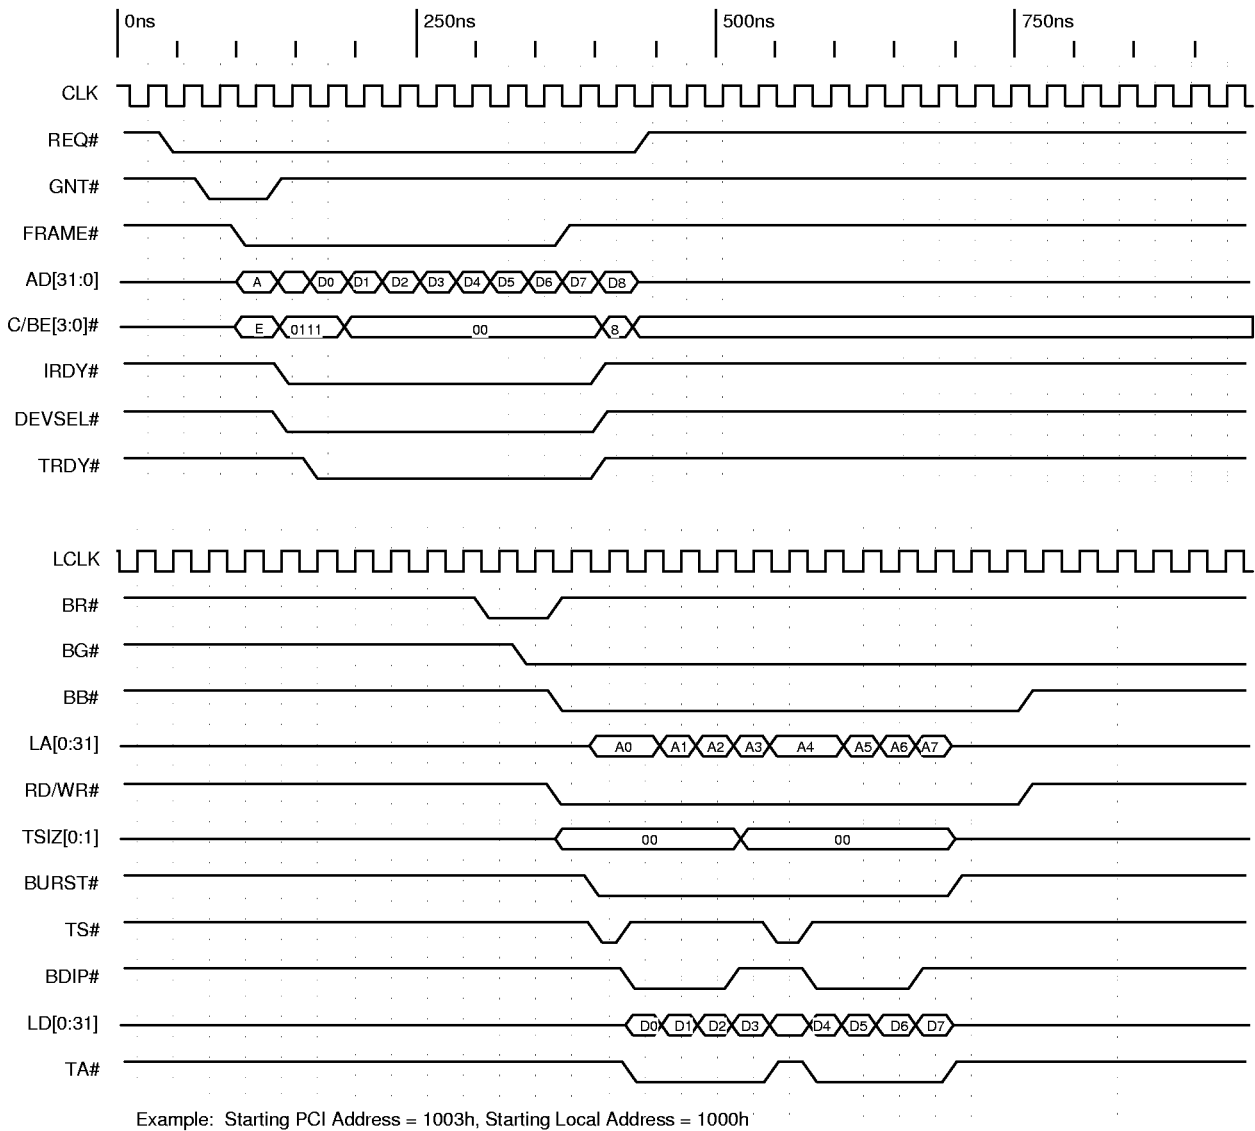 0ns 250ns 500ns 750ns
CLK
REQ#
GNT#
FRAME#
AD[31:0] A D0 D1 D2 D3 D4 D5 D6 D7 D8
C/BE[3:0]# E 0111 00 8
IRDY#
DEVSEL#
TRDY#
LCLK
BR#
BG#
BB#
LA[0:31] A0 A1 A2 A3 A4 A5 A6 A7
RD/WR#
TSIZ[0:1] 00 00
BURST#
TS#
BDIP#
LD[0:31] D0 D1 D2 D3 D4 D5 D6 D7
TA#
Example: Starting PCI Address = 1003h, Starting Local Address = 1000h